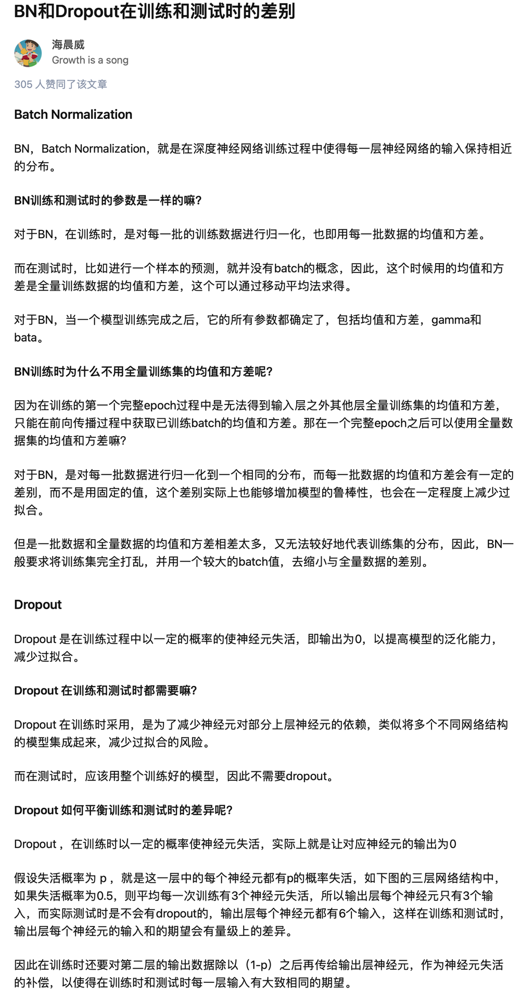 BN和Dropout在训练和测试时的差别
海晨威
Growth is a song
305 人赞同了该文章
Batch Normalization
BN，Batch Normalization，就是在深度神经网络训练过程中使得每一层神经网络的输入保持相近
的分布。
BN训练和测试时的参数是一样的嘛？
对于BN，在训练时，是对每一批的训练数据进行归一化，也即用每一批数据的均值和方差。
而在测试时，比如进行一个样本的预测，就并没有batch的概念，因此，这个时候用的均值和方
差是全量训练数据的均值和方差，这个可以通过移动平均法求得。
对于BN，当一个模型训练完成之后，它的所有参数都确定了，包括均值和方差，gamma和
bata。
BN训练时为什么不用全量训练集的均值和方差呢？
因为在训练的第一个完整epoch过程中是无法得到输入层之外其他层全量训练集的均值和方差，
只能在前向传播过程中获取已训练batch的均值和方差。那在一个完整epoch之后可以使用全量数
据集的均值和方差嘛？
对于BN，是对每一批数据进行归一化到一个相同的分布，而每一批数据的均值和方差会有一定的
差别，而不是用固定的值，这个差别实际上也能够增加模型的鲁棒性，也会在一定程度上减少过
拟合。
但是一批数据和全量数据的均值和方差相差太多，又无法较好地代表训练集的分布，因此，BN一
般要求将训练集完全打乱，并用一个较大的batch值，去缩小与全量数据的差别。
Dropout
Dropout 是在训练过程中以一定的概率的使神经元失活，即输出为0，以提高模型的泛化能力，
减少过拟合。
Dropout 在训练和测试时都需要嘛？
Dropout 在训练时采用，是为了减少神经元对部分上层神经元的依赖，类似将多个不同网络结构
的模型集成起来，减少过拟合的风险。
而在测试时，应该用整个训练好的模型，因此不需要dropout。
Dropout 如何平衡训练和测试时的差异呢？
Dropout ，在训练时以一定的概率使神经元失活，实际上就是让对应神经元的输出为0
假设失活概率为 p ，就是这一层中的每个神经元都有p的概率失活，如下图的三层网络结构中，
如果失活概率为0.5，则平均每一次训练有3个神经元失活，所以输出层每个神经元只有3个输
入，而实际测试时是不会有dropout的，输出层每个神经元都有6个输入，这样在训练和测试时，
输出层每个神经元的输入和的期望会有量级上的差异。
因此在训练时还要对第二层的输出数据除以（1-p）之后再传给输出层神经元，作为神经元失活
的补偿，以使得在训练时和测试时每一层输入有大致相同的期望。